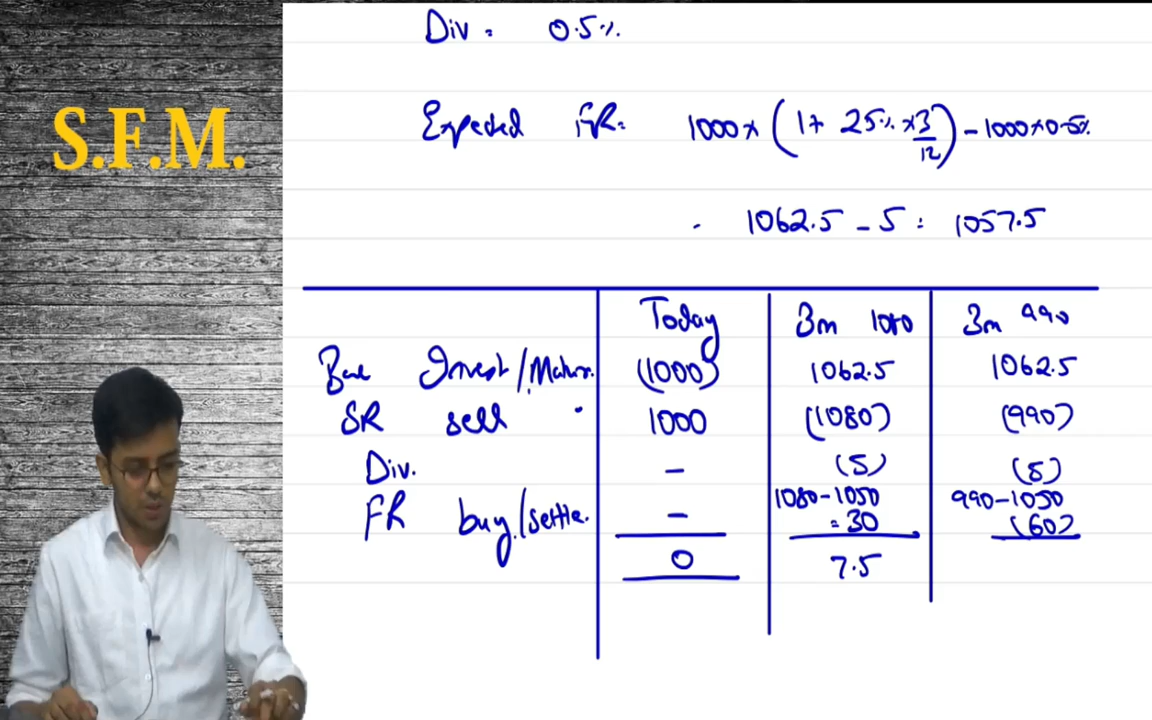 S.F.M.
Div = 0.5%
Expected FR = 1000 x (1+ 25% x 3/12) - 1000 x 0.5%
= 1062.5 - 5 = 1057.5
Today 3m 1080 3m 990
Invest/Matur. (1000) 1062.5 1062.5
SR sell 1000 (1080) (990)
Div. - (5) (5)
FR buy/settle. - 1080-1050 = 30 990-1050 (60)
0 7.5